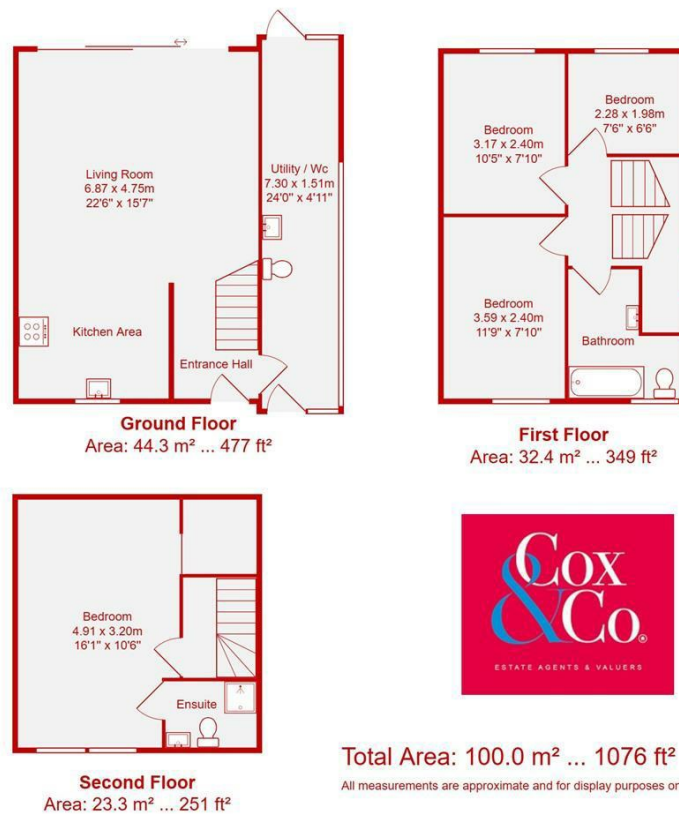 Living Room
6.87 x 4.75m
22'6" x 15'7"
Utility / Wc
7.30 x 1.51m
24'0" x 4'11"
Kitchen Area
Entrance Hall
Ground Floor
Area: 44.3 m² ... 477 ft²
Bedroom
3.17 x 2.40m
10'5" x 7'10"
Bedroom
2.28 x 1.98m
7'6" x 6'6"
Bedroom
3.59 x 2.40m
11'9" x 7'10"
Bathroom
First Floor
Area: 32.4 m² ... 349 ft²
Bedroom
4.91 x 3.20m
16'1" x 10'6"
Ensuite
Second Floor
Area: 23.3 m² ... 251 ft²
Cox
&Co.
ESTATE AGENTS & VALUERS
Total Area: 100.0 m² ... 1076 ft²
All measurements are approximate and for display purposes